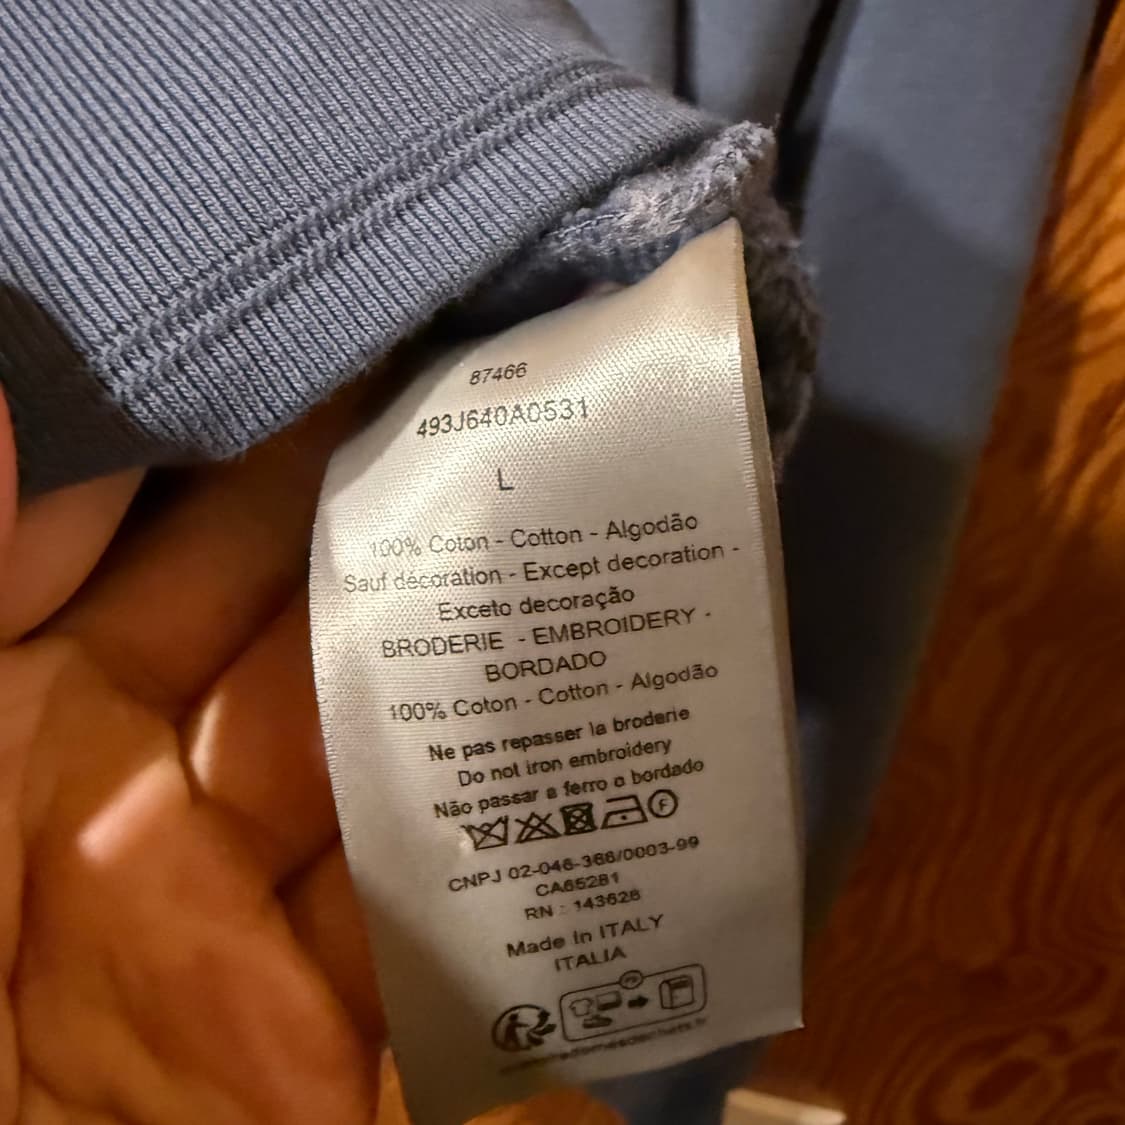 87466
493J640A0531
L
100% Coton - Cotton - Algodão
Sauf décoration - Except decoration -
Exceto decoração
BRODERIE - EMBROIDERY -
BORDADO
100% Coton - Cotton - Algodão
Ne pas repasser la broderie
Do not iron embroidery
Não passar a ferro o bordado
F
CNPJ 02-046-366/0003-99
CA65281
RN : 143628
Made in ITALY
ITALIA
FR